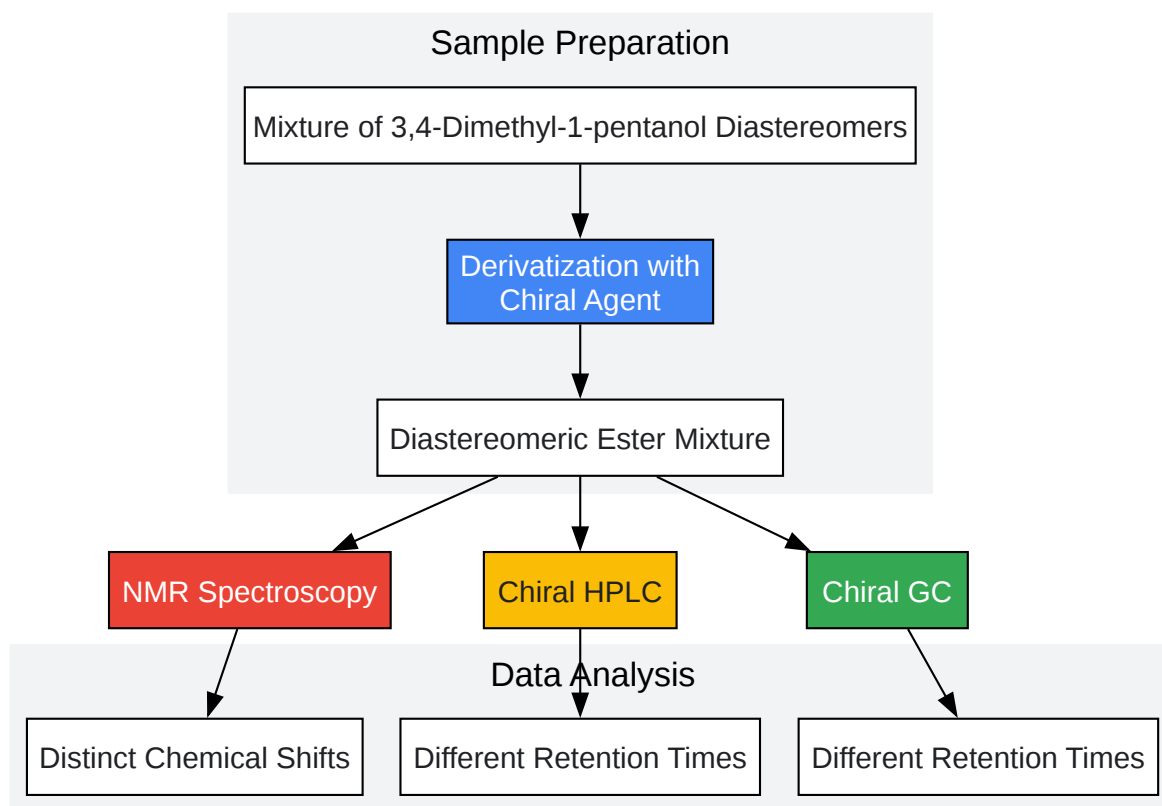 Sample Preparation
Mixture of 3,4-Dimethyl-1-pentanol Diastereomers
Derivatization with
Chiral Agent
Diastereomeric Ester Mixture
NMR Spectroscopy
Chiral HPLC
Chiral GC
Data Analysis
Distinct Chemical Shifts
Different Retention Times
Different Retention Times